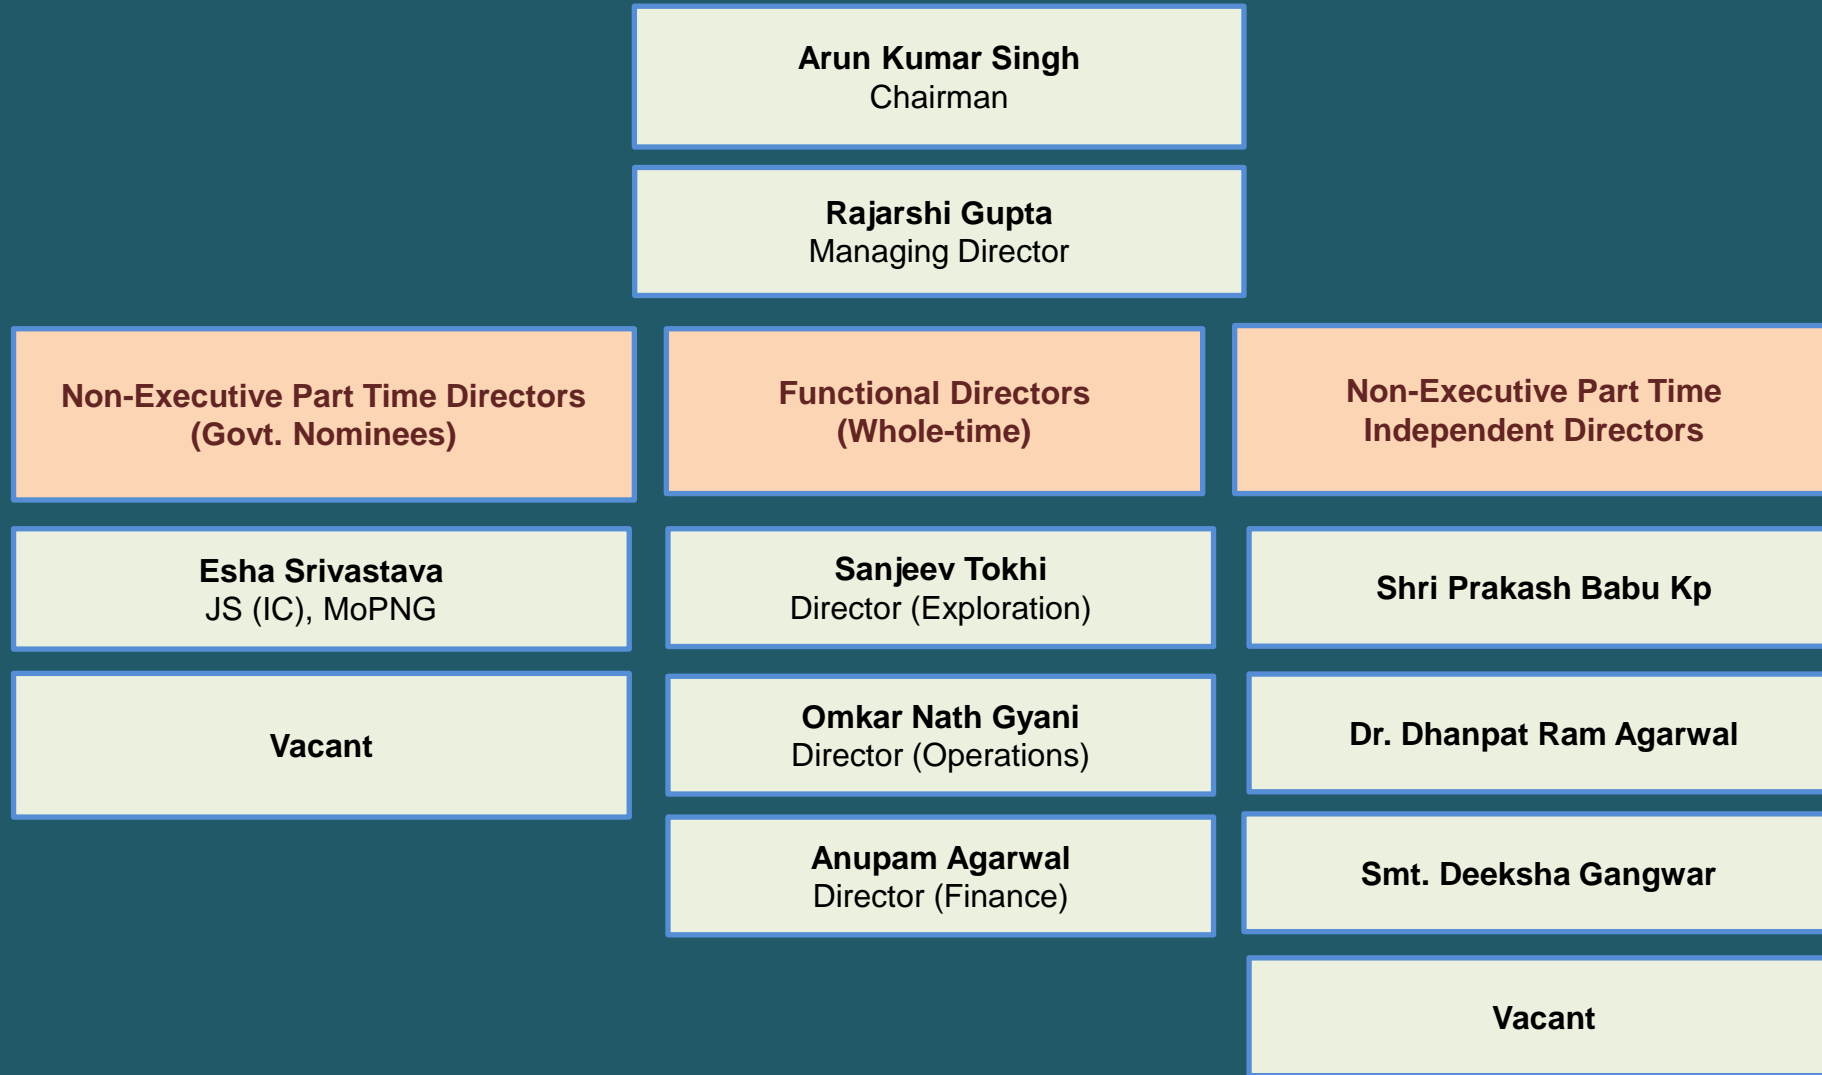 Arun Kumar Singh
Chairman
Rajarshi Gupta
Managing Director
Non-Executive Part Time Directors
(Govt. Nominees)
Functional Directors
(Whole-time)
Non-Executive Part Time
Independent Directors
Esha Srivastava
JS (IC), MoPNG
Sanjeev Tokhi
Director (Exploration)
Shri Prakash Babu Kp
Vacant
Omkar Nath Gyani
Director (Operations)
Dr. Dhanpat Ram Agarwal
Anupam Agarwal
Director (Finance)
Smt. Deeksha Gangwar
Vacant